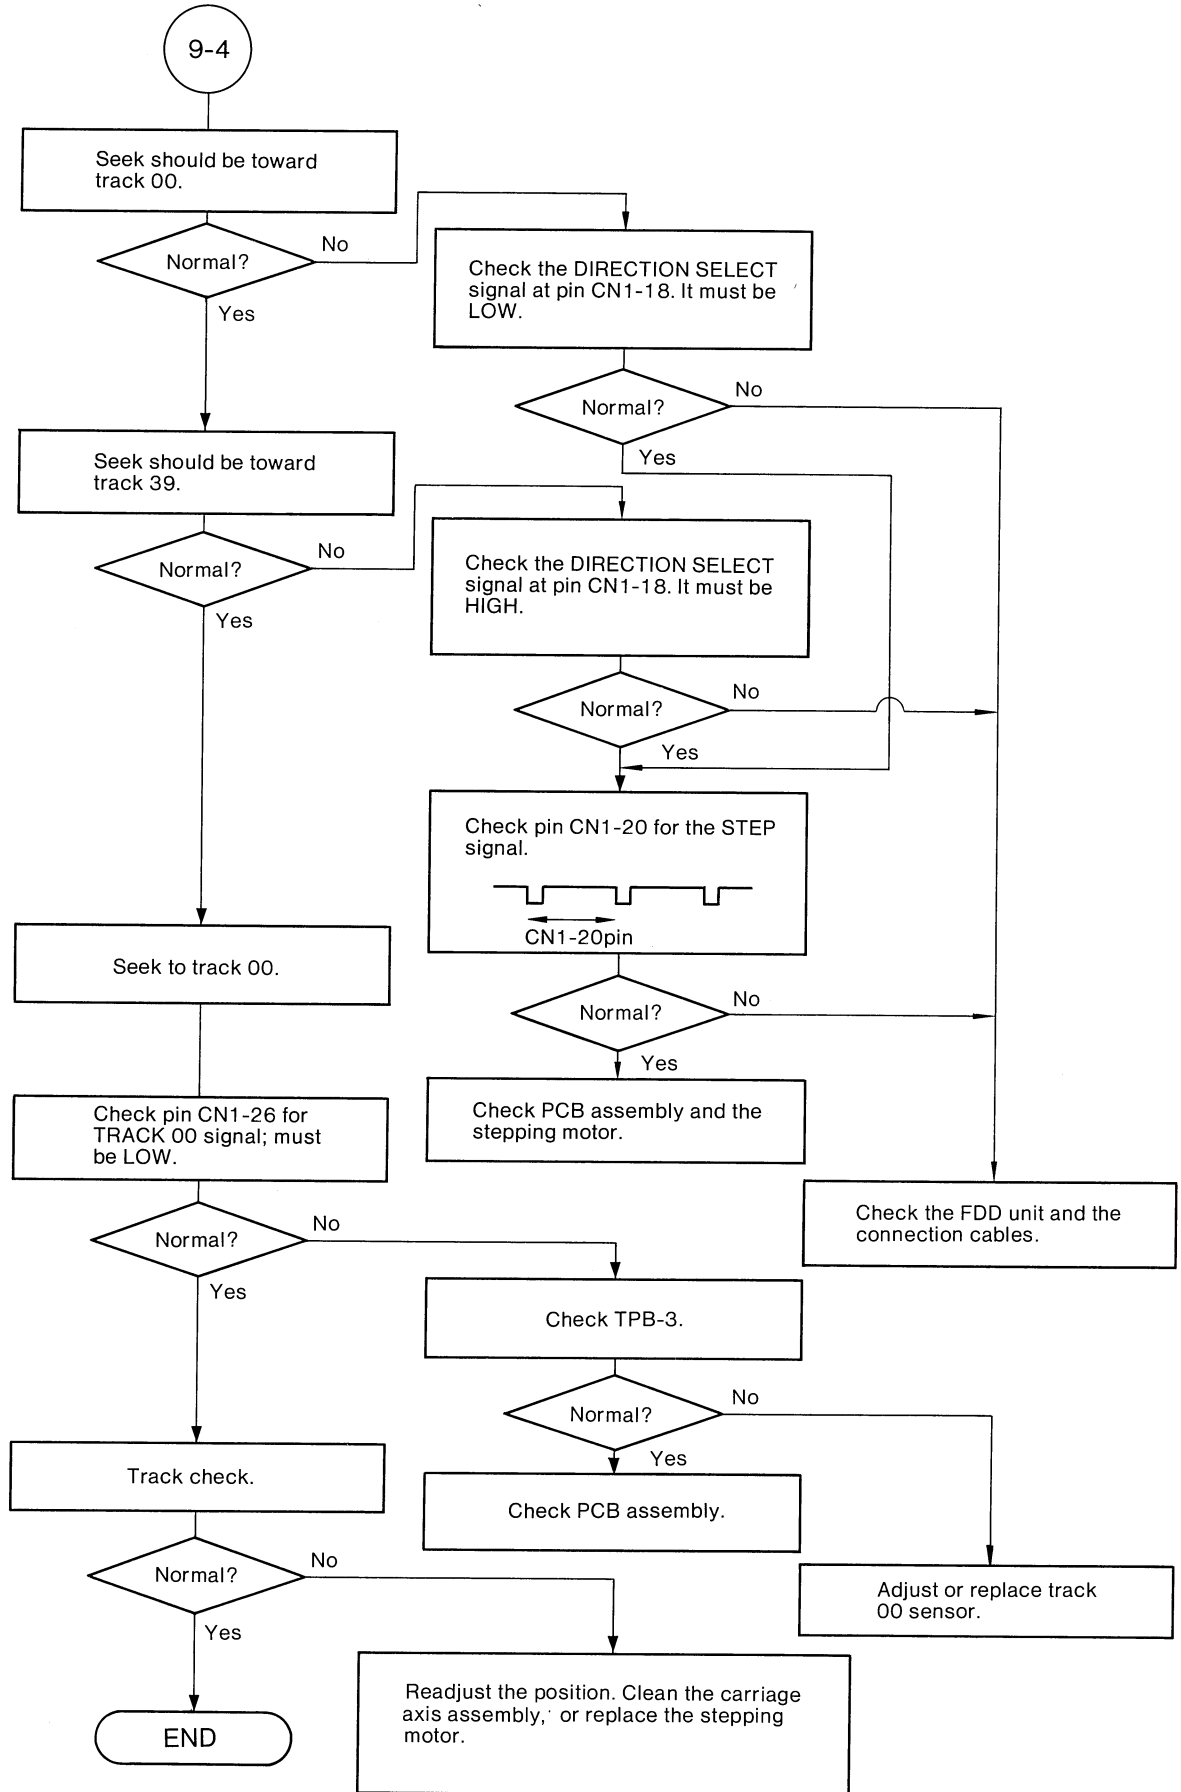 9-4
Seek should be toward
track 00.
Normal?
No
Yes
Check the DIRECTION SELECT
signal at pin CN1-18. It must be
LOW.
Normal?
No
Yes
Seek should be toward
track 39.
Normal?
No
Yes
Check the DIRECTION SELECT
signal at pin CN1-18. It must be
HIGH.
Normal?
No
Yes
Check pin CN1-20 for the STEP
signal.
CN1-20pin
Normal?
No
Yes
Check PCB assembly and the
stepping motor.
Check the FDD unit and the
connection cables.
Seek to track 00.
Check pin CN1-26 for
TRACK 00 signal; must
be LOW.
Normal?
No
Yes
Check TPB-3.
Normal?
No
Yes
Check PCB assembly.
Adjust or replace track
00 sensor.
Track check.
Normal?
No
Yes
Readjust the position. Clean the carriage
axis assembly, or replace the stepping
motor.
END